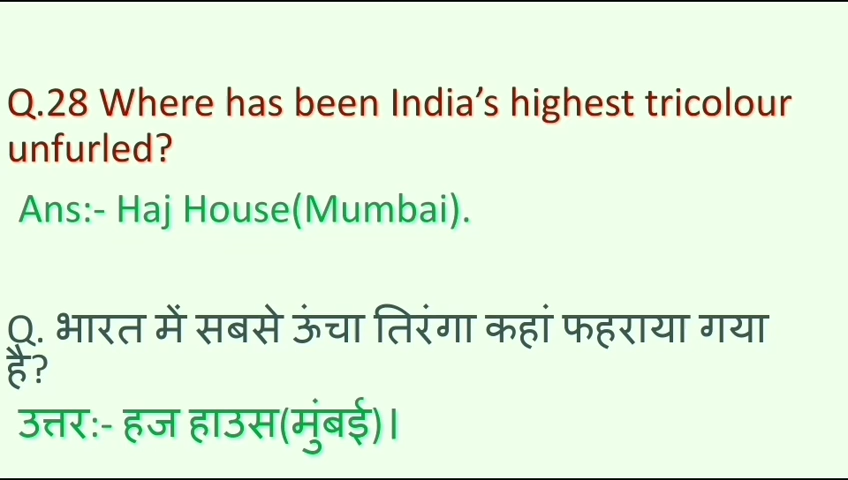 Q.28 Where has been India’s highest tricolour
unfurled?
Ans:- Haj House(Mumbai).
Q. भारत में सबसे ऊंचा तिरंगा कहां फहराया गया
है?
उत्तर:- हज हाउस(मुंबई)।